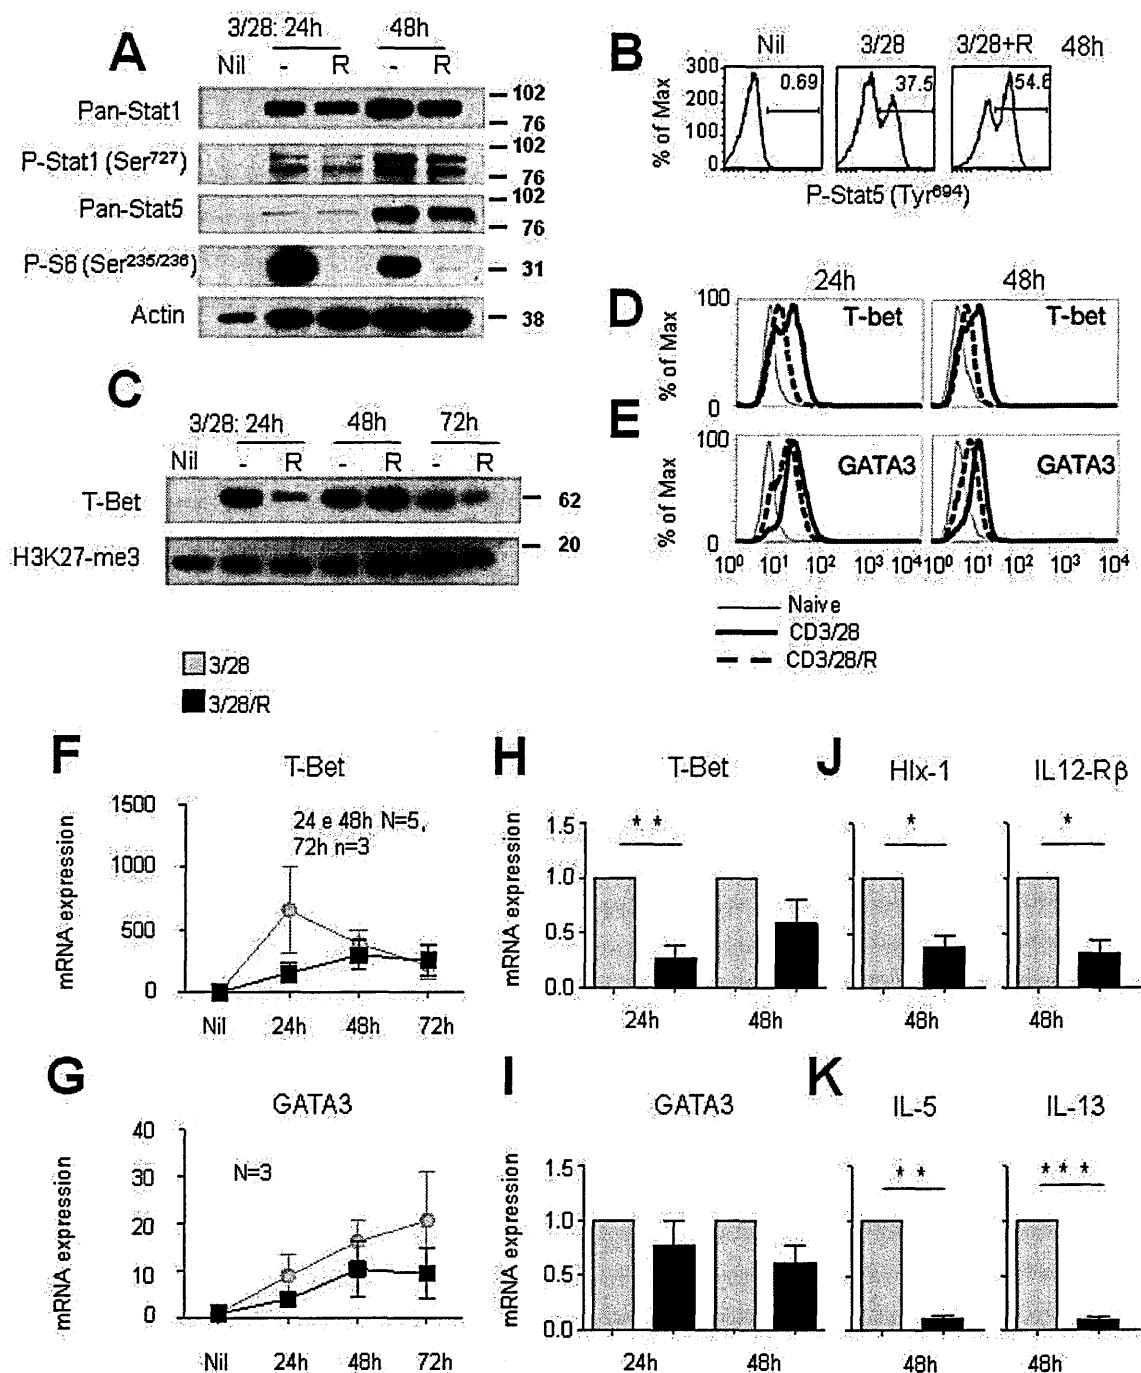 A
3/28: 24h 48h
Nil - R - R
Pan-Stat1
102
76
P-Stat1 (Ser727)
102
76
Pan-Stat5
102
76
P-S6 (Ser235/236)
31
Actin
38
B
Nil 3/28 3/28+R 48h
% of Max
300
200
100
0
0.69 37.5 54.6
P-Stat5 (Tyr694)
C
3/28: 24h 48h 72h
Nil - R - R - R
T-Bet
62
H3K27-me3
20
24h 48h
D
% of Max
100
0
T-bet T-bet
E
% of Max
100
0
GATA3 GATA3
10⁰ 10¹ 10² 10³ 10⁴ 10⁰ 10¹ 10² 10³ 10⁴
Naive
CD3/28
CD3/28/R
3/28
3/28/R
F
T-Bet
mRNA expression
1500
1000
500
0
24 e 48h N=5,
72h n=3
Nil 24h 48h 72h
G
GATA3
mRNA expression
40
30
20
10
0
N=3
Nil 24h 48h 72h
H
T-Bet
mRNA expression
1.5
1.0
0.5
0.0
* *
24h 48h
I
GATA3
mRNA expression
1.5
1.0
0.5
0.0
24h 48h
J
Hlx-1 IL12-Rβ
* *
48h 48h
K
IL-5 IL-13
* * * * *
48h 48h